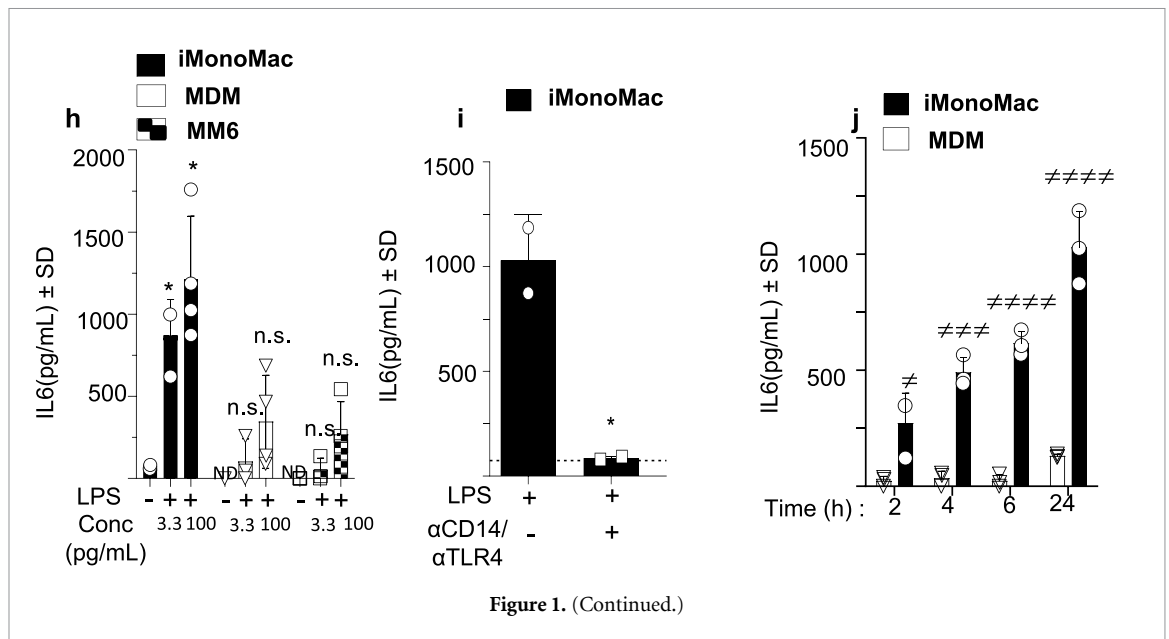 h
iMonoMac
MDM
MM6
IL6(pg/mL) ± SD
2000
1500
1000
500
*
*
ND
n.s.
n.s.
ND
n.s.
n.s.
LPS - + + - + + - + +
Conc 3.3 100 3.3 100 3.3 100
(pg/mL)
i
iMonoMac
IL6(pg/mL) ± SD
1500
1000
500
*
LPS + +
αCD14/ - +
αTLR4
j
iMonoMac
MDM
IL6(pg/mL) ± SD
1500
1000
500
≠
≠≠≠
≠≠≠≠
≠≠≠≠
Time (h) : 2 4 6 24
Figure 1. (Continued.)